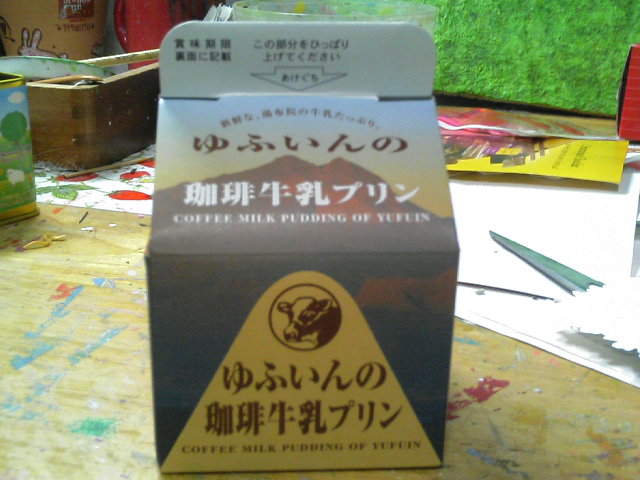 賞味期限
裏面に記載
この部分をひっぱり
上げてください
あけぐち
新鮮な、湯布院の牛乳たっぷり。
ゆふいんの
珈琲牛乳プリン
COFFEE MILK PUDDING OF YUFUIN
ゆふいんの
珈琲牛乳プリン
COFFEE MILK PUDDING OF YUFUIN